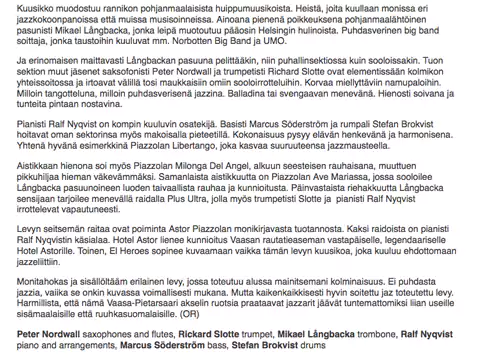 Kuusikko muodostuu rannikon pohjanmaalaisista huippumuusikoista. Heistä, joita kuullaan monissa eri
jazzkokoonpanoissa että muissa musisoinneissa. Ainoana pienenä poikkeuksena pohjanmaalähtöinen
pasunisti Mikael Långbacka, jonka leipä muotoutuu pääosin Helsingin hulinoista. Puhdasverinen big band
soittaja, jonka taustoihin kuuluvat mm. Norbotten Big Band ja UMO.
Ja erinomaisen maittavasti Långbackan pasuuna pelittääkin, niin puhallinsektiossa kuin sooloissakin. Tuon
sektion muut jäsenet saksofonisti Peter Nordwall ja trumpetisti Richard Slotte ovat elementissään kolmikon
yhteissoitossa ja irtoavat välillä tosi maukkaisiin omiin soolöirrotteluihin. Korvaa miellyttäviin namupaloihin.
Milloin tangotteluna, milloin puhdasverisenä jazzina. Balladina tai svengaavan menevänä. Hienosti soivana ja
tunteita pintaan nostavina.
Pianisti Ralf Nyqvist on kompin kuuluvin osatekijä. Basisti Marcus Söderström ja rumpali Stefan Brokvist
hoitavat oman sektorinsa myös makoisalla pieteetillä. Kokonaisuus pysyy elävän henkevänä ja harmonisena.
Yhtenä hyvänä esimerkkinä Piazzolan Libertango, joka kasvaa suuruuteensa jazzmausteella.
Aistikkaan hienona soi myös Piazzolan Milonga Del Angel, alkuun seesteisen rauhaisana, muuttuen
pikkuhiljaa hieman väkevämmäksi. Samanlaista aistikkuutta on Piazzolan Ave Mariassa, jossa sooloilee
Långbacka pasuunoineen luoden taivaallista rauhaa ja kunnioitusta. Päinvastaista riehakkuutta Långbacka
sensijaan tarjoilee menevällä raidalla Plus Ultra, jolla myös trumpetisti Slotte ja  pianisti Ralf Nyqvist
irrottelevat vapautuneesti.
Levyn seitsemän raitaa ovat poiminta Astor Piazzolan monikirjavasta tuotannosta. Kaksi raidoista on pianisti
Ralf Nyqvistin käsialaa. Hotel Astor lienee kunnioitus Vaasan rautatieaseman vastapäiselle, legendaariselle
Hotel Astorille. Toinen, El Heroes sopinee kuvaamaan vaikka tämän levyn kuusikoa, joka kuuluu ehdottomaan
jazzeliittiin.
Monitahokas ja sisällöltään erilainen levy, jossa toteutuu alussa mainitsemani kolminaisuus. Ei puhdasta
jazzia, vaikka se onkin kuvassa voimallisesti mukana. Mutta kaikenkaikkisesti hyvin soitettu jaz toteutettu levy.
Harmillista, että nämä Vaasa-Pietarsaari akselin ruotsia praataavat jazzarit jäävät tuntemattomiksi liian useille
sisämaalaisille että ruuhkasuomalaisille. (OR)
Peter Nordwall saxophones and flutes, Rickard Slotte trumpet, Mikael Långbacka trombone, Ralf Nyqvist
piano and arrangements, Marcus Söderström bass, Stefan Brokvist drums